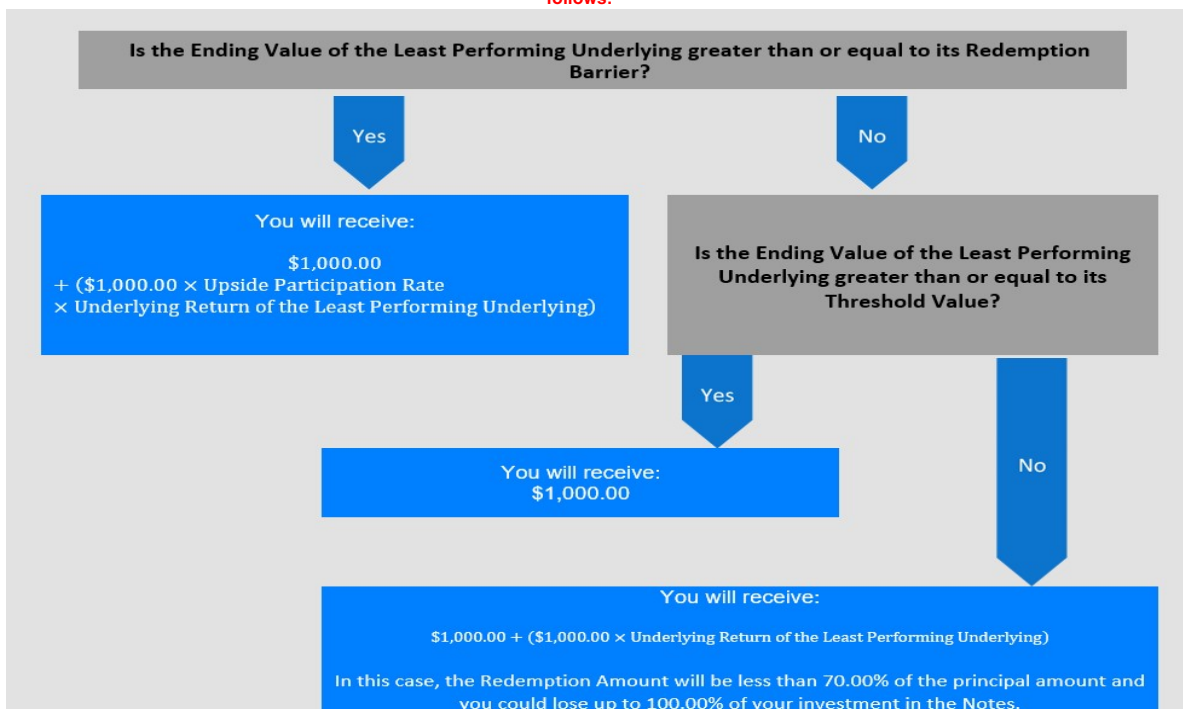 follows:
Is the Ending Value of the Least Performing Underlying greater than or equal to its Redemption
Barrier?
Yes
No
You will receive:
$1,000.00
+ ($1,000.00 × Upside Participation Rate
× Underlying Return of the Least Performing Underlying)
Is the Ending Value of the Least Performing
Underlying greater than or equal to its
Threshold Value?
Yes
No
You will receive:
$1,000.00
You will receive:
$1,000.00 + ($1,000.00 × Underlying Return of the Least Performing Underlying)
In this case, the Redemption Amount will be less than 70.00% of the principal amount and
you could lose up to 100.00% of your investment in the Notes.